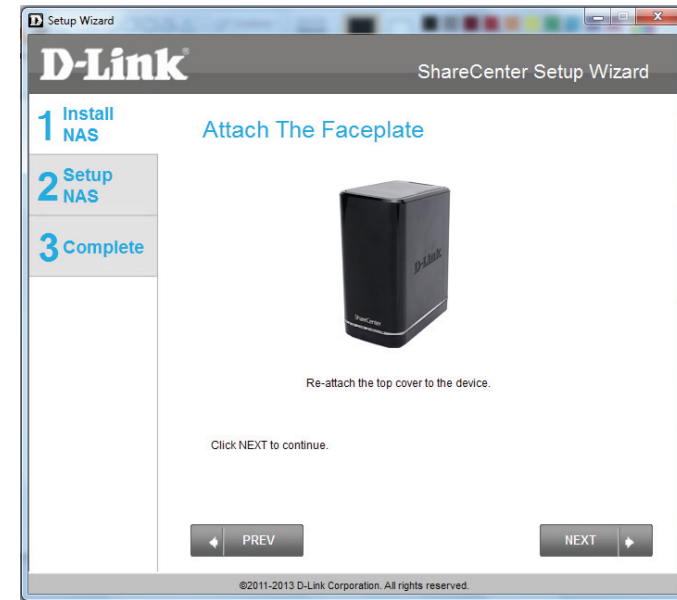 Setup Wizard
D-Link
ShareCenter Setup Wizard
1 Install NAS
2 Setup NAS
3 Complete
Attach The Faceplate
D-Link
ShareCenter
Re-attach the top cover to the device.
Click NEXT to continue.
PREV
NEXT
©2011-2013 D-Link Corporation. All rights reserved.